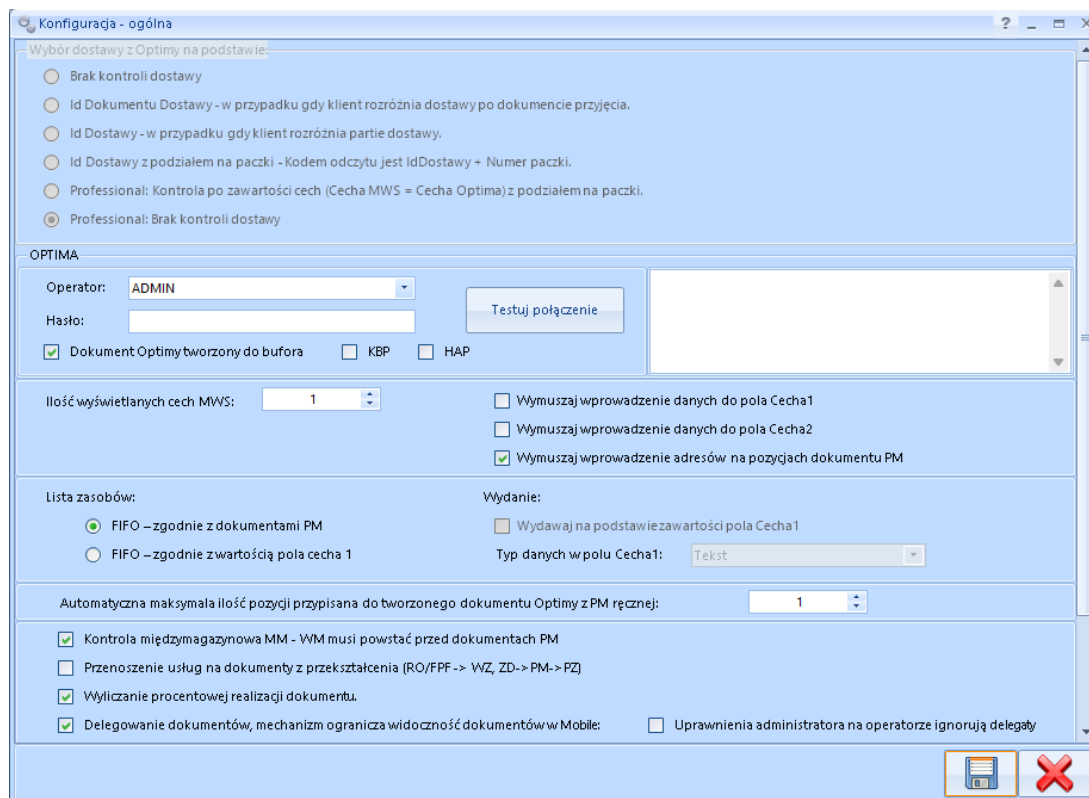 Konfiguracja - ogólna
Wybór dostawy z Optimy na podstawie:
Brak kontroli dostawy
Id Dokumentu Dostawy - w przypadku gdy klient rozróżnia dostawy po dokumencie przyjęcia.
Id Dostawy - w przypadku gdy klient rozróżnia partie dostawy.
Id Dostawy z podziałem na paczki - Kodem odczytu jest IdDostawy + Numer paczki.
Professional: Kontrola po zawartości cech (Cecha MWS = Cecha Optima) z podziałem na paczki.
Professional: Brak kontroli dostawy
OPTIMA
Operator: ADMIN
Testuj połączenie
Hasło:
Dokument Optimy tworzony do bufora KBP HAP
Ilość wyświetlanych cech MWS: 1 Wymuszaj wprowadzenie danych do pola Cecha1
Wymuszaj wprowadzenie danych do pola Cecha2
Wymuszaj wprowadzenie adresów na pozycjach dokumentu PM
Lista zasobów: Wydanie:
FIFO – zgodnie z dokumentami PM Wydawaj na podstawie zawartości pola Cecha1
FIFO – zgodnie z wartością pola cecha 1 Typ danych w polu Cecha1: Tekst
Automatyczna maksymala ilość pozycji przypisana do tworzonego dokumentu Optimy z PM ręcznej: 1
Kontrola międzymagazynowa MM - WM musi powstać przed dokumentach PM
Przenoszenie usług na dokumenty z przekształcenia (RO/FPF -> WZ, ZD->PM->PZ)
Wyliczanie procentowej realizacji dokumentu.
Delegowanie dokumentów, mechanizm ogranicza widoczność dokumentów w Mobile: Uprawnienia administratora na operatorze ignorują delegaty